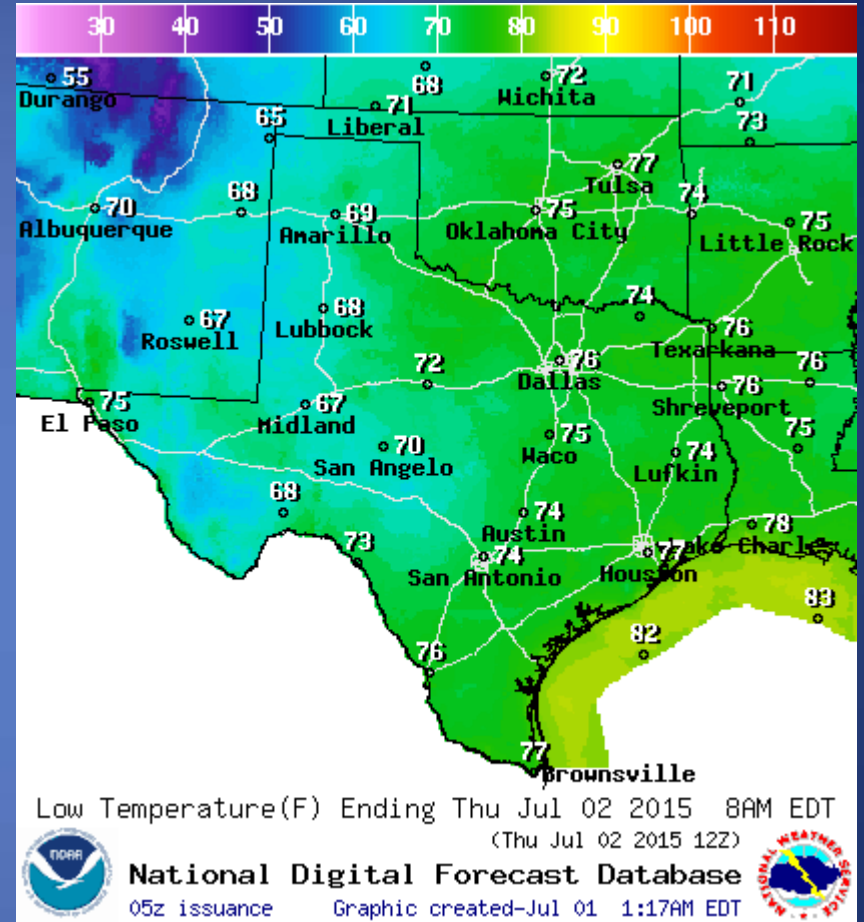 30 40 50 60 70 80 90 100 110
55
Durango
68
72
Wichita
71
Liberal
71
65
73
77
Tulsa
70
Albuquerque
68
69
Amarillo
75
Oklahoma City
74
75
Little Rock
67
Roswell
68
Lubbock
74
76
Texarkana
72
76
Dallas
76
75
El Paso
67
Midland
76
Shreveport
70
San Angelo
75
Waco
74
Lufkin
75
68
74
Austin
78
Lake Charles
73
74
San Antonio
77
Houston
83
82
76
77
Brownsville
Low Temperature(F) Ending Thu Jul 02 2015 8AM EDT
(Thu Jul 02 2015 12Z)
NOAA
National Digital Forecast Database
05z issuance Graphic created-Jul 01 1:17AM EDT
NATIONAL WEATHER SERVICE